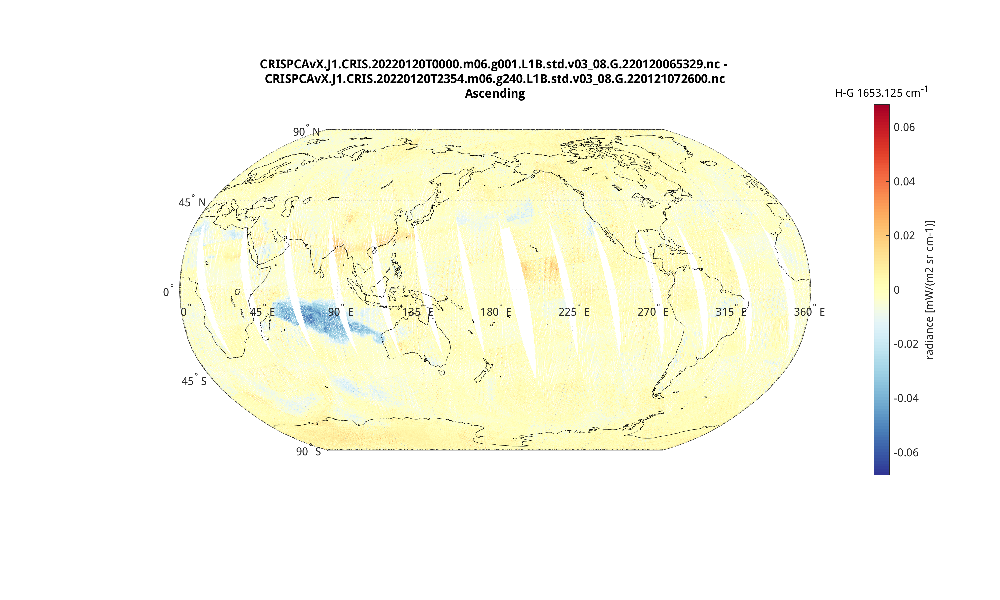 CRISPCAvX.J1.CRIS.20220120T0000.m06.g001.L1B.std.v03_08.G.220120065329.nc -
CRISPCAvX.J1.CRIS.20220120T2354.m06.g240.L1B.std.v03_08.G.220121072600.nc
Ascending
H-G 1653.125 cm-1
90° N
45° N
0°
0° 45° E 90° E 135° E 180° E 225° E 270° E 315° E 360° E
45° S
90° S
0.06
0.04
0.02
0
-0.02
-0.04
-0.06
radiance [mW/(m2 sr cm-1)]